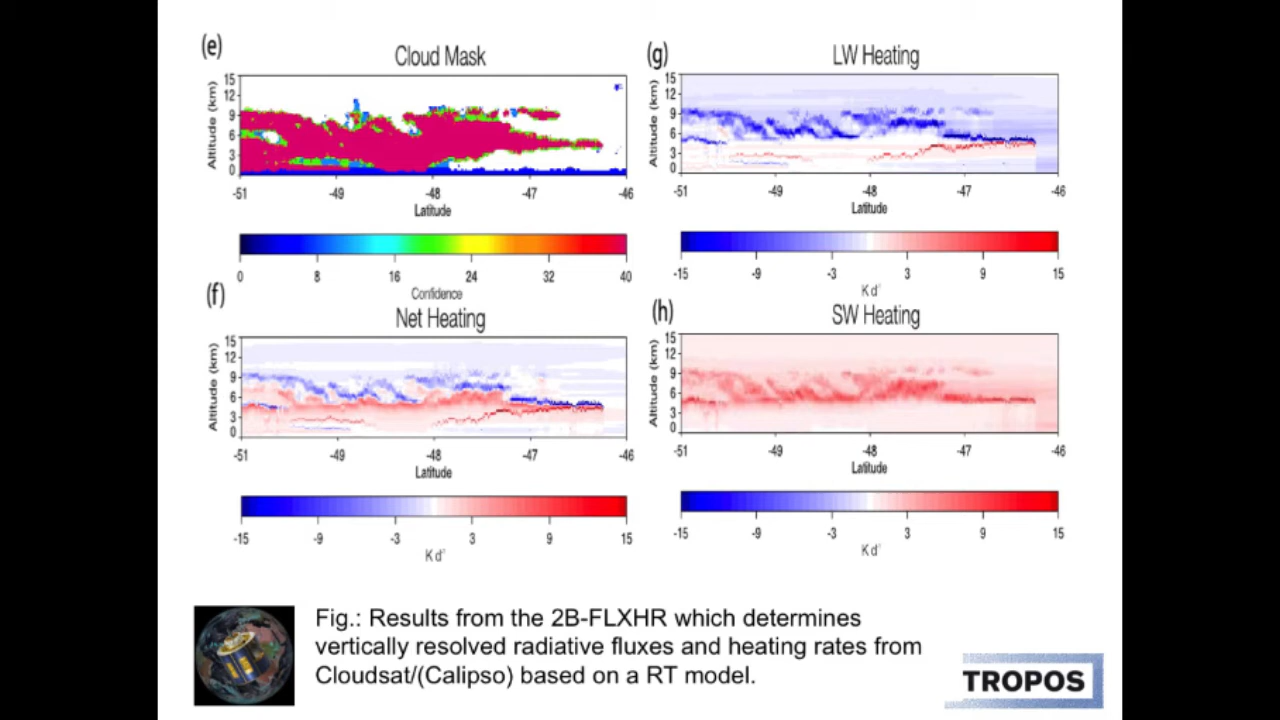 (e)
Cloud Mask
15
12
9
6
3
0
Altitude (km)
-51 -49 -48 -47 -46
Latitude
0 8 16 24 32 40
Confidence
(g)
LW Heating
15
12
9
6
3
0
Altitude (km)
-51 -49 -48 -47 -46
Latitude
-15 -9 -3 3 9 15
K d⁻¹
(f)
Net Heating
15
12
9
6
3
0
Altitude (km)
-51 -49 -48 -47 -46
Latitude
-15 -9 -3 3 9 15
K d⁻¹
(h)
SW Heating
15
12
9
6
3
0
Altitude (km)
-51 -49 -48 -47 -46
Latitude
-15 -9 -3 3 9 15
K d⁻¹
Fig.: Results from the 2B-FLXHR which determines
vertically resolved radiative fluxes and heating rates from
Cloudsat/(Calipso) based on a RT model.
TROPOS